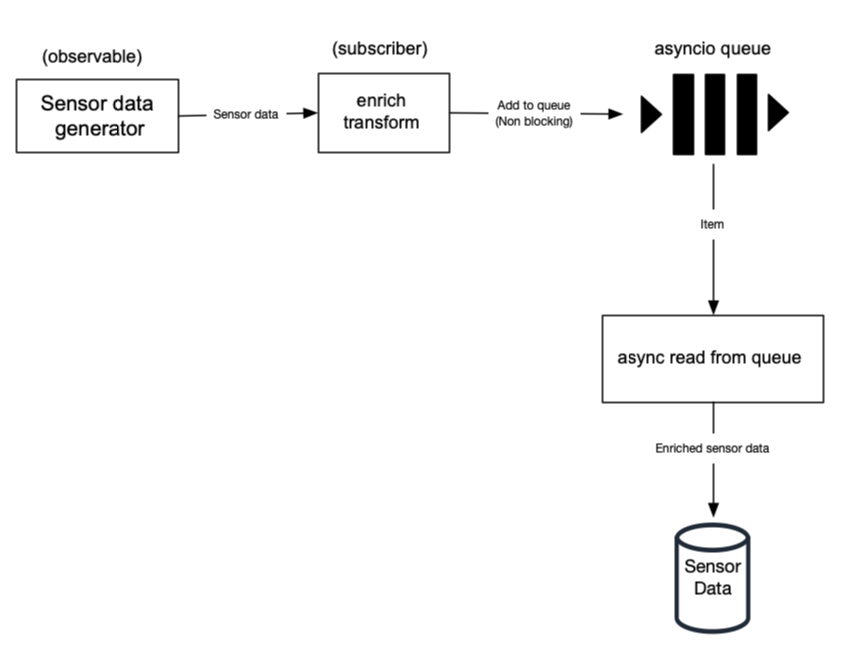 (observable)
Sensor data
generator
Sensor data
(subscriber)
enrich
transform
Add to queue
(Non blocking)
asyncio queue
Item
async read from queue
Enriched sensor data
Sensor
Data